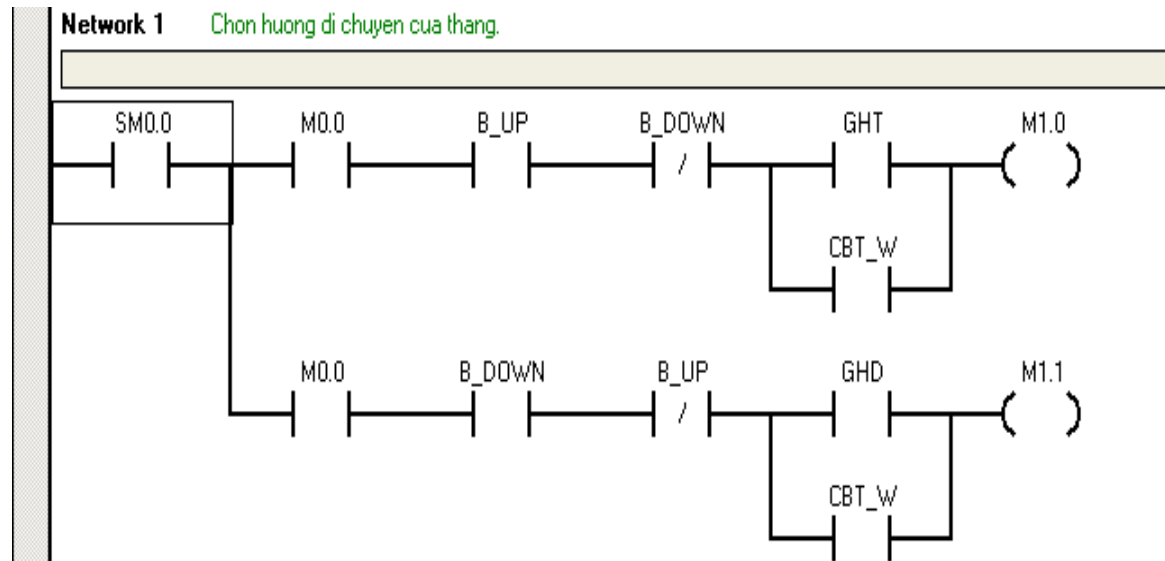 Network 1 Chon huong di chuyen cua thang.
SM0.0 M0.0 B_UP B_DOWN GHT M1.0
/
CBT_W
M0.0 B_DOWN B_UP GHD M1.1
/
CBT_W